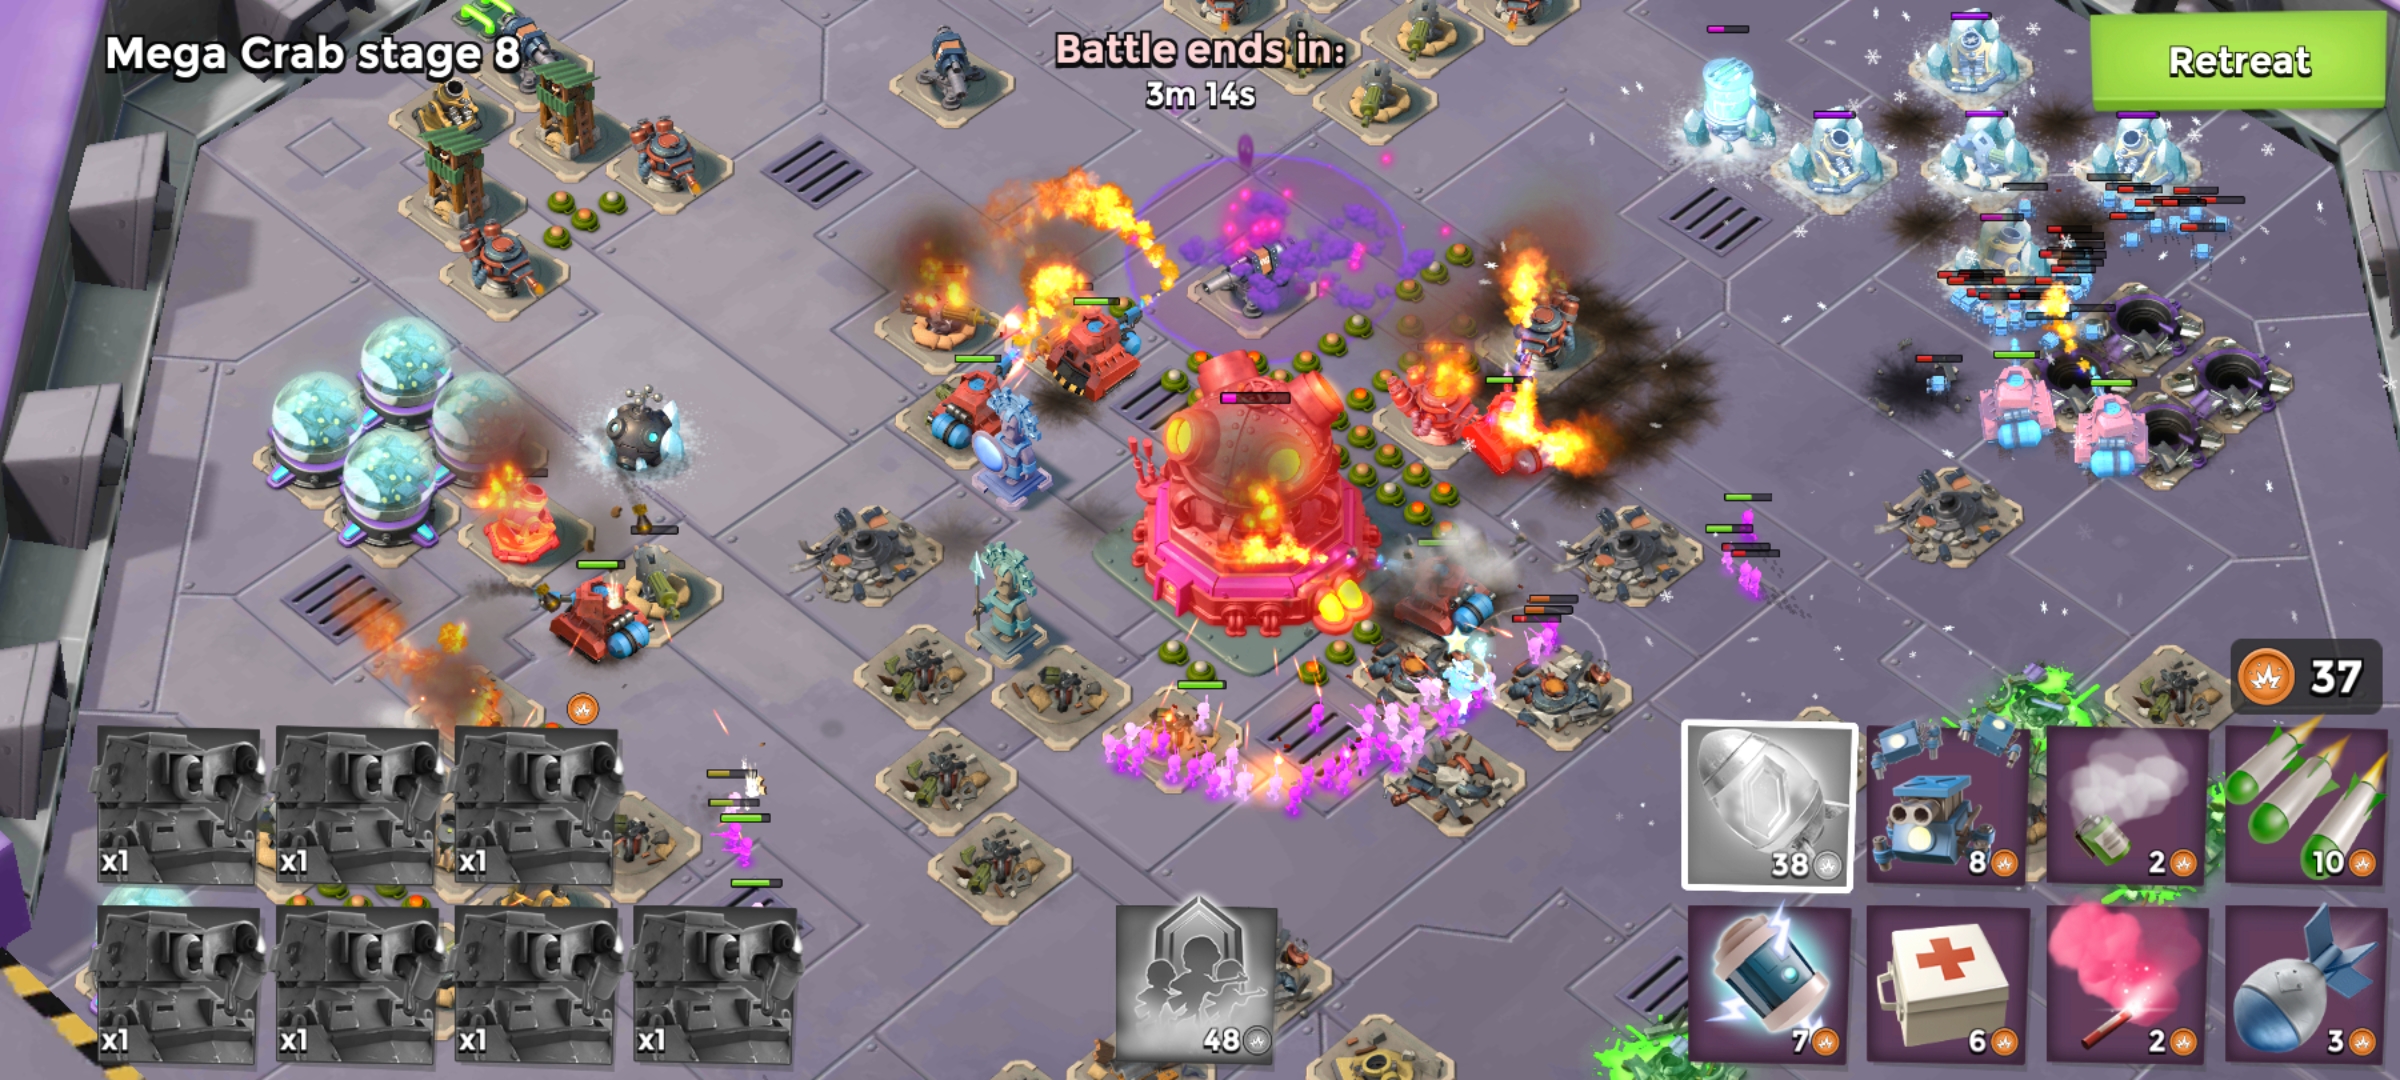 Mega Crab stage 8
Battle ends in:
3m 14s
Retreat
37
x1
x1
x1
38
8
2
10
x1
x1
x1
x1
48
7
6
2
3